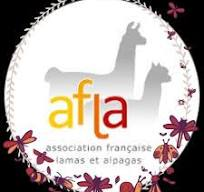 afla
association française
lamas et alpagas